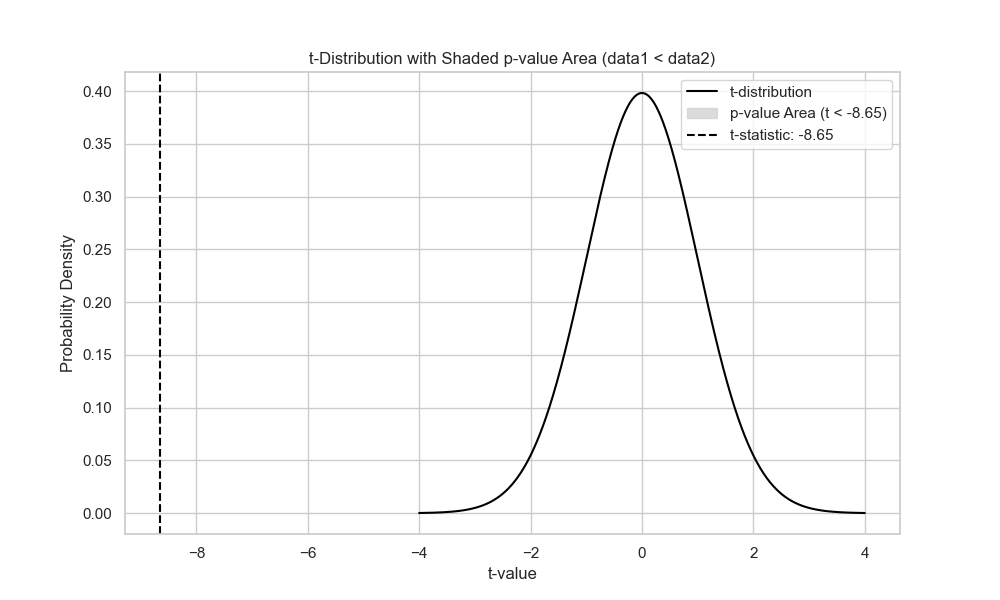 t-Distribution with Shaded p-value Area (data1 < data2)
t-distribution
p-value Area (t < -8.65)
t-statistic: -8.65
Probability Density
0.40
0.35
0.30
0.25
0.20
0.15
0.10
0.05
0.00
−8 −6 −4 −2 0 2 4
t-value